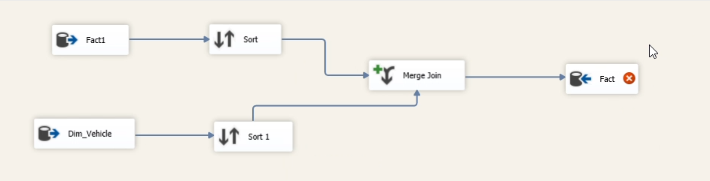 Fact1
Sort
Merge Join
Fact
Dim_Vehicle
Sort 1